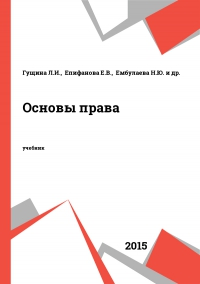 Гущина Л.И., Епифанова Е.В., Ембулаева Н.Ю. и др.
Основы права
учебник
2015